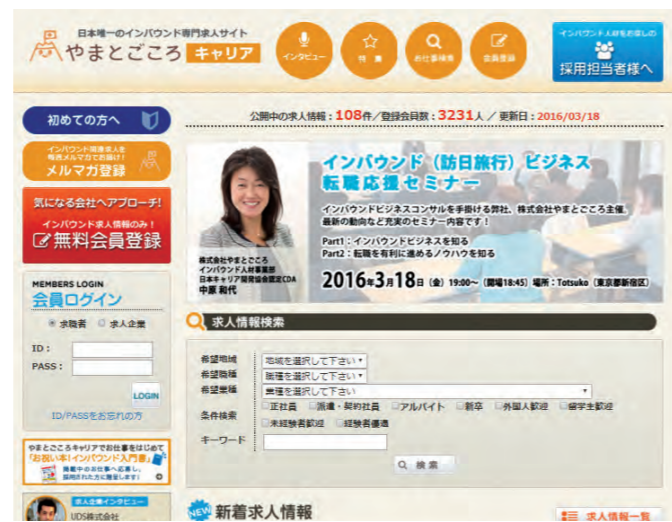 日本唯一のインバウンド専門求人サイト
やまとごころ キャリア
インタビュー
特集
お仕事検索
会員登録
インバウンド人材をお探しの
採用担当者様へ
初めての方へ
公開中の求人情報：108件／登録会員数：3231人 ／ 更新日：2016/03/18
インバウンド関連求人を
毎週メルマガでお届け！
メルマガ登録
気になる会社へアプローチ!
インバウンド求人情報のみ！
無料会員登録
インバウンド（訪日旅行）ビジネス
転職応援セミナー
インバウンドビジネスコンサルを手掛ける弊社、株式会社やまとごころ主催。
最新の動向など充実のセミナー内容です！
Part1：インバウンドビジネスを知る
Part2：転職を有利に進めるノウハウを知る
2016年3月18日（金）19:00～（開場18:45）場所：Totsuko（東京都新宿区）
株式会社やまとごころ
インバウンド人材事業部
日本キャリア開発協会認定CDA
中原 和代
MEMBERS LOGIN
会員ログイン
求職者 求人企業
ID：
PASS：
LOGIN
ID/PASSをお忘れの方
求人情報検索
希望地域 地域を選択して下さい
希望職種 職種を選択して下さい
希望業種 業種を選択して下さい
条件検索 正社員 派遣・契約社員 アルバイト 新卒 外国人歓迎 留学生歓迎
未経験者歓迎 経験者優遇
キーワード
検索
やまとごころキャリアでお仕事をはじめて
「お祝い本!インバウンド入門書」
掲載中のお仕事へ応募し、
採用された方に贈呈します!
求人企業インタビュー
UDS株式会社
NEW 新着求人情報
求人情報一覧